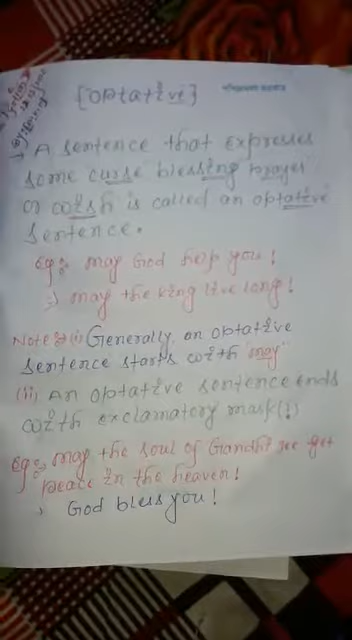 [Optative]
→ A sentence that expresses
some curse blessing prayer
or wish is called an optative
sentence.
Eg:- may God help you!
:→ may the king live long!
Note:→ (i) Generally, an optative
sentence starts with "may"
(ii) An optative sentence ends
with exclamatory mark(!)
Eg:→ may the soul of Gandhi jee get
peace in the heaven!
, God bless you!